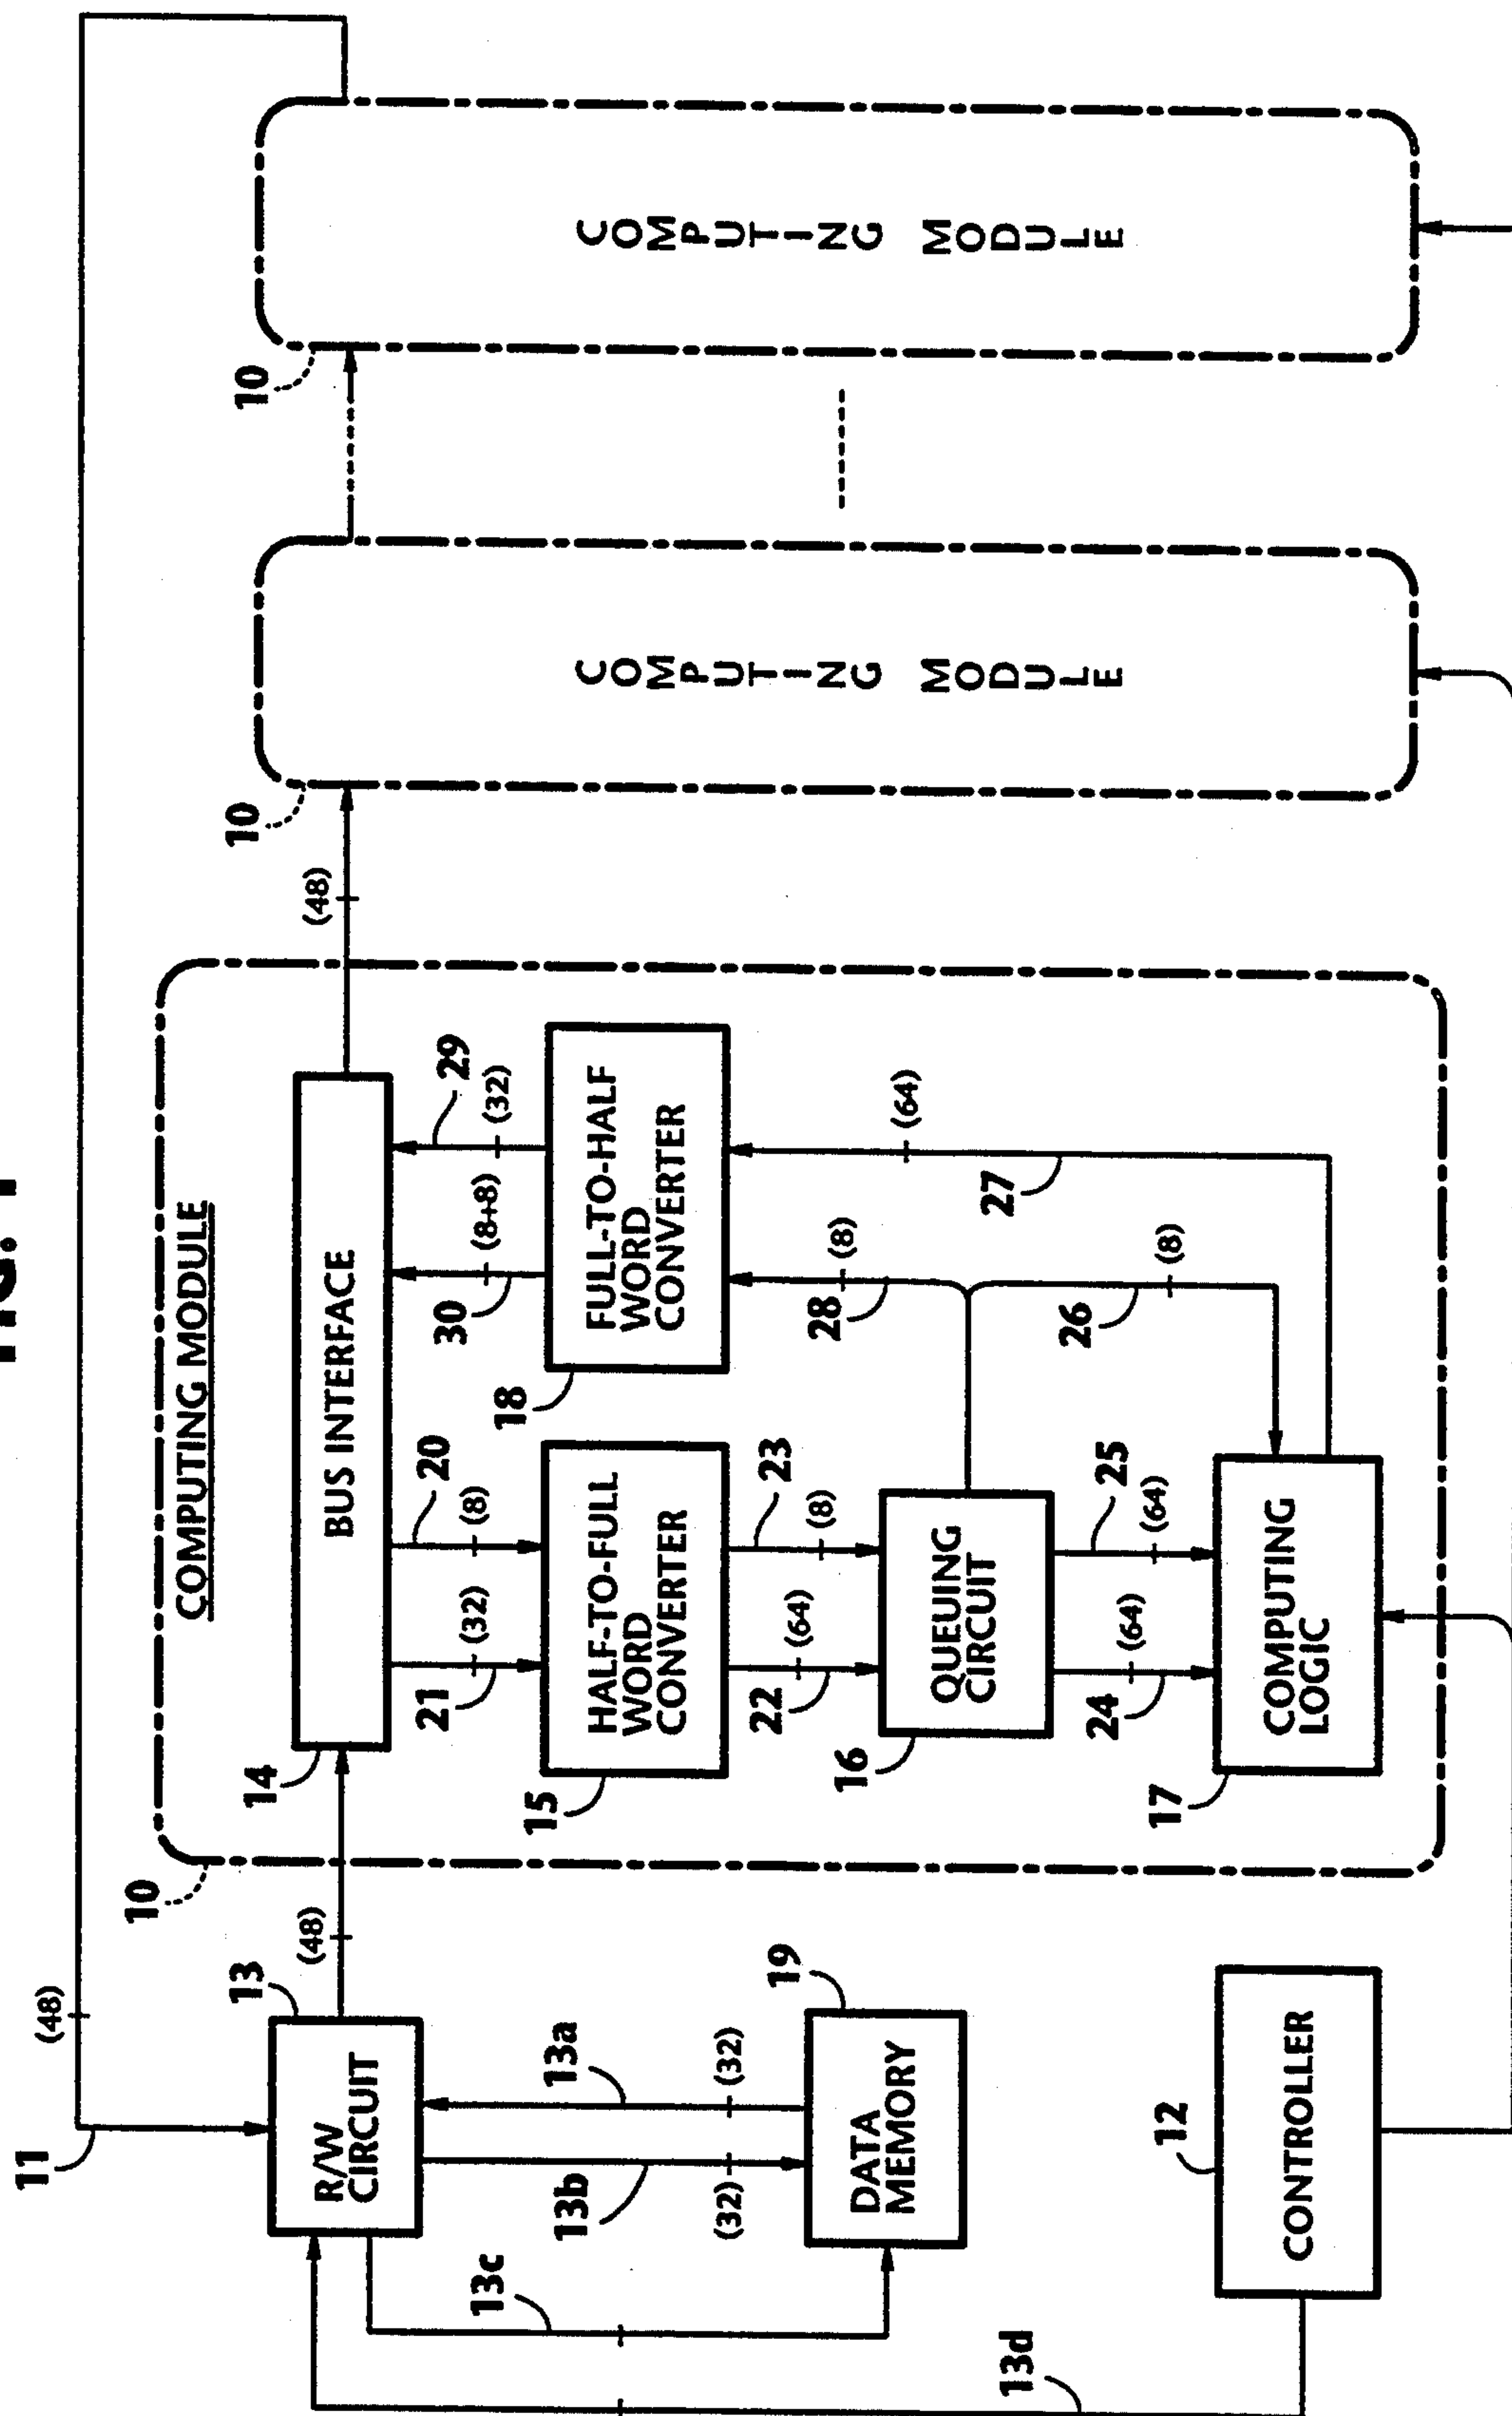 FIG. 1
11
(48)
10
COMPUTING MODULE
13
R/W
CIRCUIT
(48)
14
BUS INTERFACE
(48)
10
COMPUTING MODULE
10
COMPUTING MODULE
21
(32)
20
(8)
30
(8+8)
29
(32)
13c
13b
(32)
13a
(32)
15
HALF-TO-FULL
WORD
CONVERTER
18
FULL-TO-HALF
WORD
CONVERTER
22
(64)
23
(8)
28
(8)
27
(64)
19
DATA
MEMORY
16
QUEUING
CIRCUIT
24
(64)
25
(64)
26
(8)
13d
12
CONTROLLER
17
COMPUTING
LOGIC